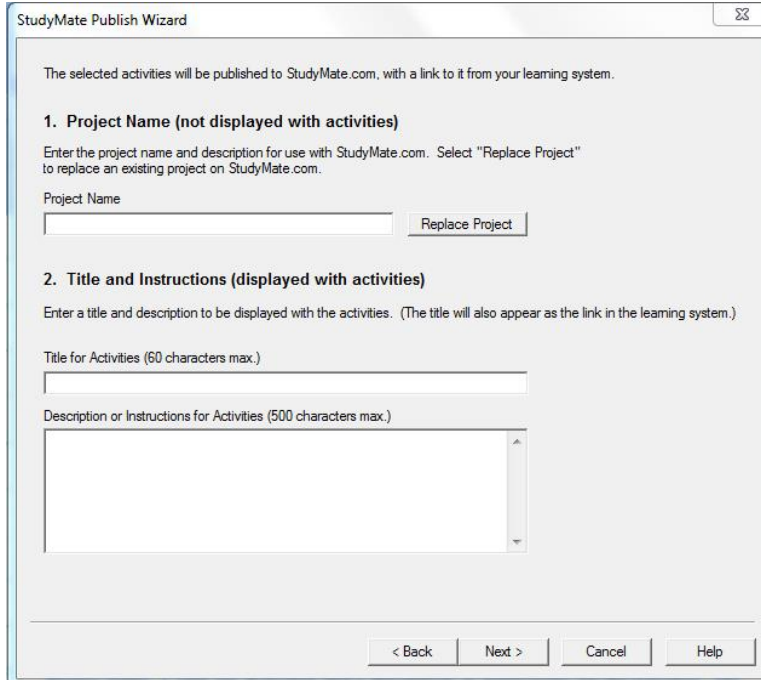 StudyMate Publish Wizard
The selected activities will be published to StudyMate.com, with a link to it from your learning system.
1. Project Name (not displayed with activities)
Enter the project name and description for use with StudyMate.com. Select "Replace Project"
to replace an existing project on StudyMate.com.
Project Name
Replace Project
2. Title and Instructions (displayed with activities)
Enter a title and description to be displayed with the activities. (The title will also appear as the link in the learning system.)
Title for Activities (60 characters max.)
Description or Instructions for Activities (500 characters max.)
< Back Next > Cancel Help